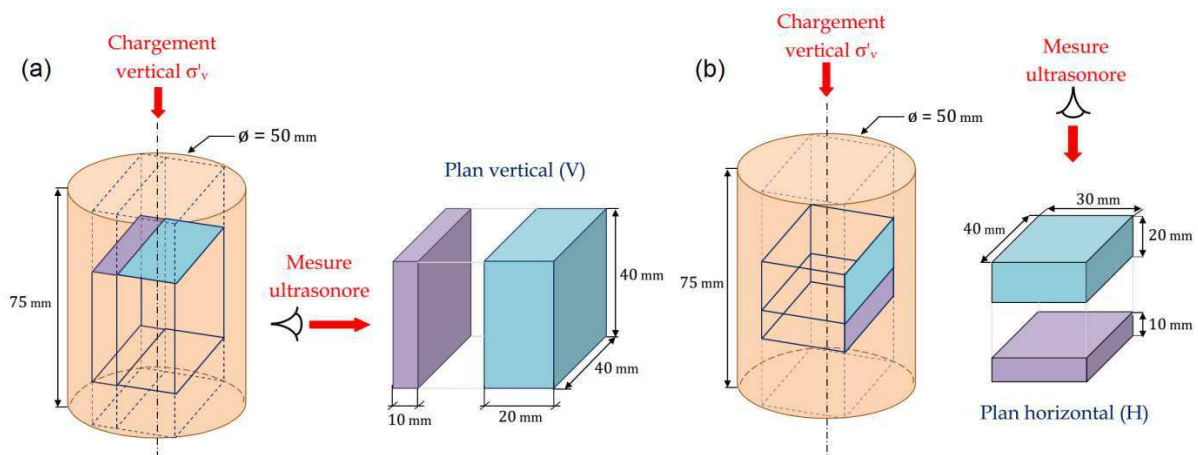 (a)
Chargement
vertical σ'v
ø = 50 mm
75 mm
Mesure
ultrasonore
Plan vertical (V)
40 mm
40 mm
10 mm
20 mm
(b)
Chargement
vertical σ'v
ø = 50 mm
75 mm
Mesure
ultrasonore
30 mm
40 mm
20 mm
10 mm
Plan horizontal (H)